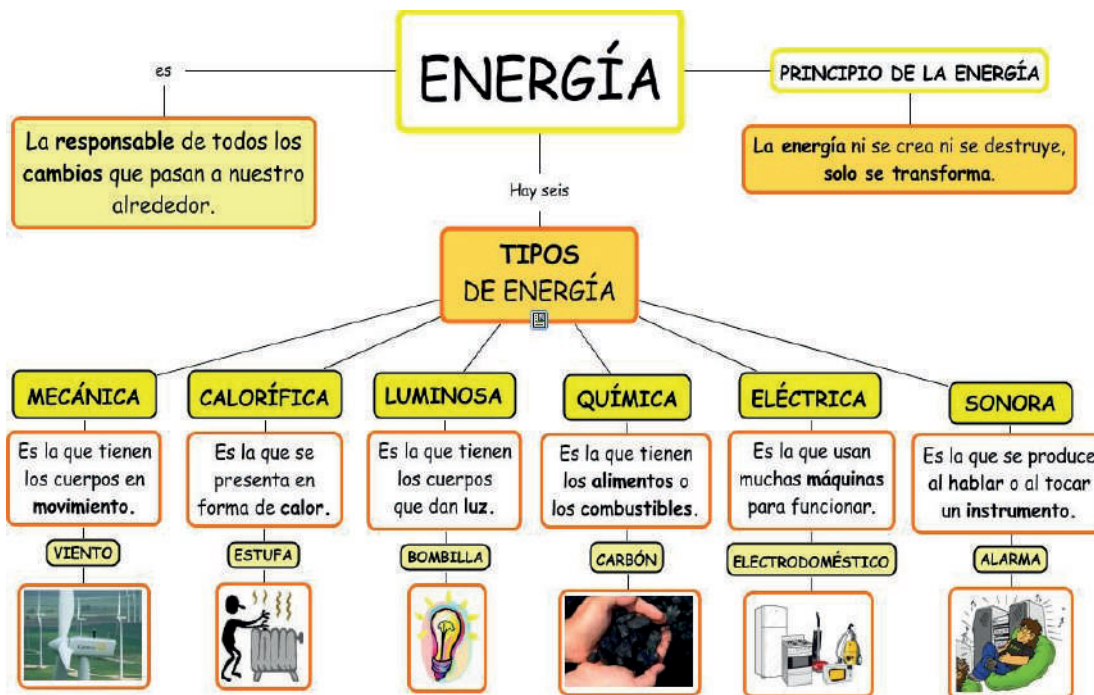 ENERGÍA
es
PRINCIPIO DE LA ENERGÍA
La responsable de todos los
cambios que pasan a nuestro
alrededor.
La energía ni se crea ni se destruye,
solo se transforma.
Hay seis
TIPOS
DE ENERGÍA
MECÁNICA
Es la que tienen
los cuerpos en
movimiento.
VIENTO
CALORÍFICA
Es la que se
presenta en
forma de calor.
ESTUFA
LUMINOSA
Es la que tienen
los cuerpos
que dan luz.
BOMBILLA
QUÍMICA
Es la que tienen
los alimentos o
los combustibles.
CARBÓN
ELÉCTRICA
Es la que usan
muchas máquinas
para funcionar.
ELECTRODOMÉSTICO
SONORA
Es la que se produce
al hablar o al tocar
un instrumento.
ALARMA